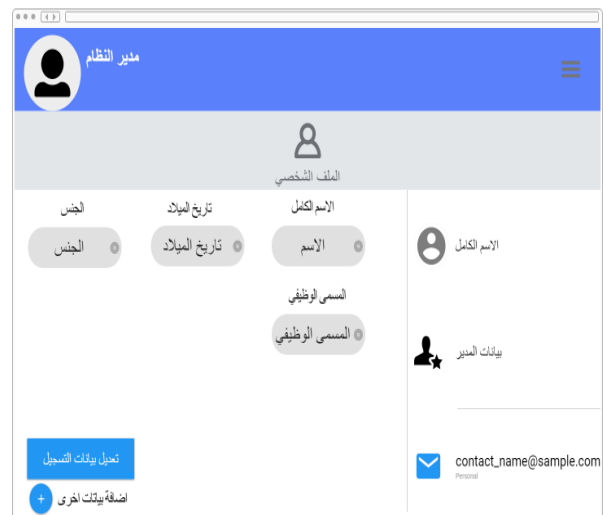 مدير النظام
الملف الشخصي
الاسم الكامل
تاريخ الميلاد
الجنس
الاسم
تاريخ الميلاد
الجنس
المسمى الوظيفي
المسمى الوظيفي
الاسم الكامل
بيانات المدير
contact_name@sample.com
Personal
تعديل بيانات التسجيل
اضافة بيانات اخرى
+